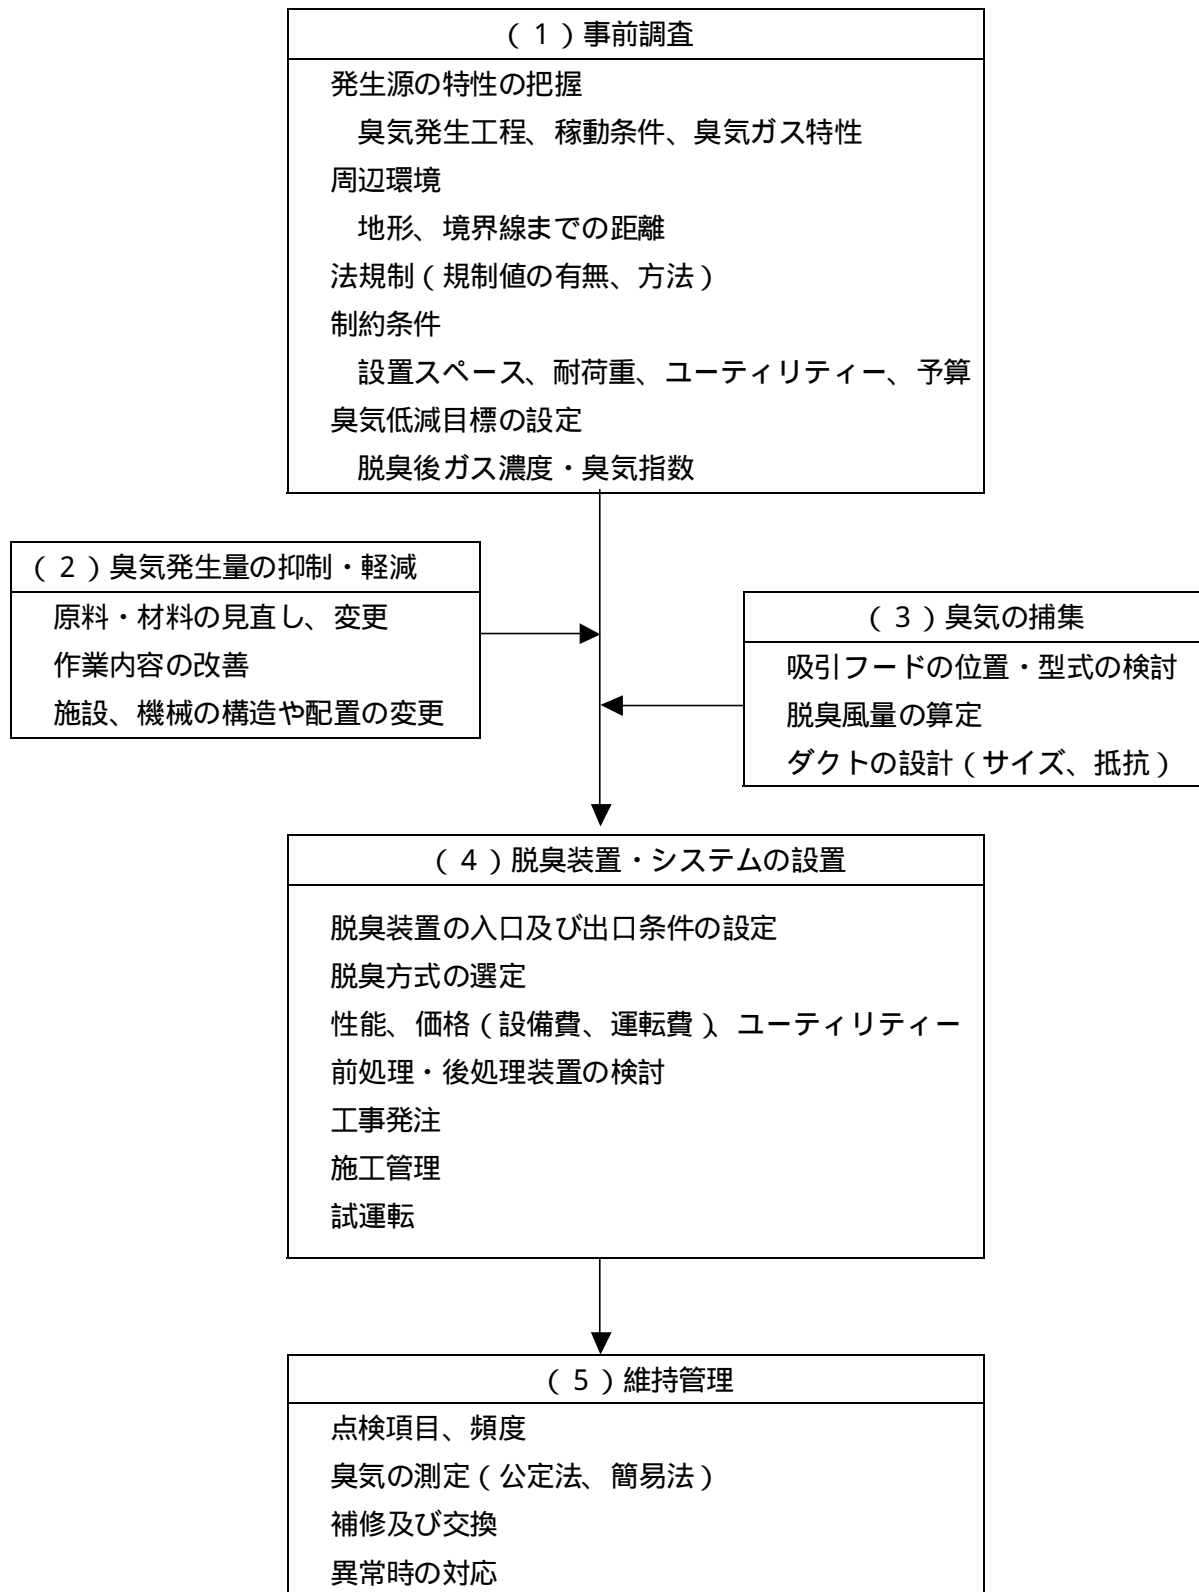 (1)事前調査
発生源の特性の把握
臭気発生工程、稼動条件、臭気ガス特性
周辺環境
地形、境界線までの距離
法規制(規制値の有無、方法)
制約条件
設置スペース、耐荷重、ユーティリティー、予算
臭気低減目標の設定
脱臭後ガス濃度・臭気指数
(2)臭気発生量の抑制・軽減
原料・材料の見直し、変更
作業内容の改善
施設、機械の構造や配置の変更
(3)臭気の捕集
吸引フードの位置・型式の検討
脱臭風量の算定
ダクトの設計(サイズ、抵抗)
(4)脱臭装置・システムの設置
脱臭装置の入口及び出口条件の設定
脱臭方式の選定
性能、価格(設備費、運転費)、ユーティリティー
前処理・後処理装置の検討
工事発注
施工管理
試運転
(5)維持管理
点検項目、頻度
臭気の測定(公定法、簡易法)
補修及び交換
異常時の対応